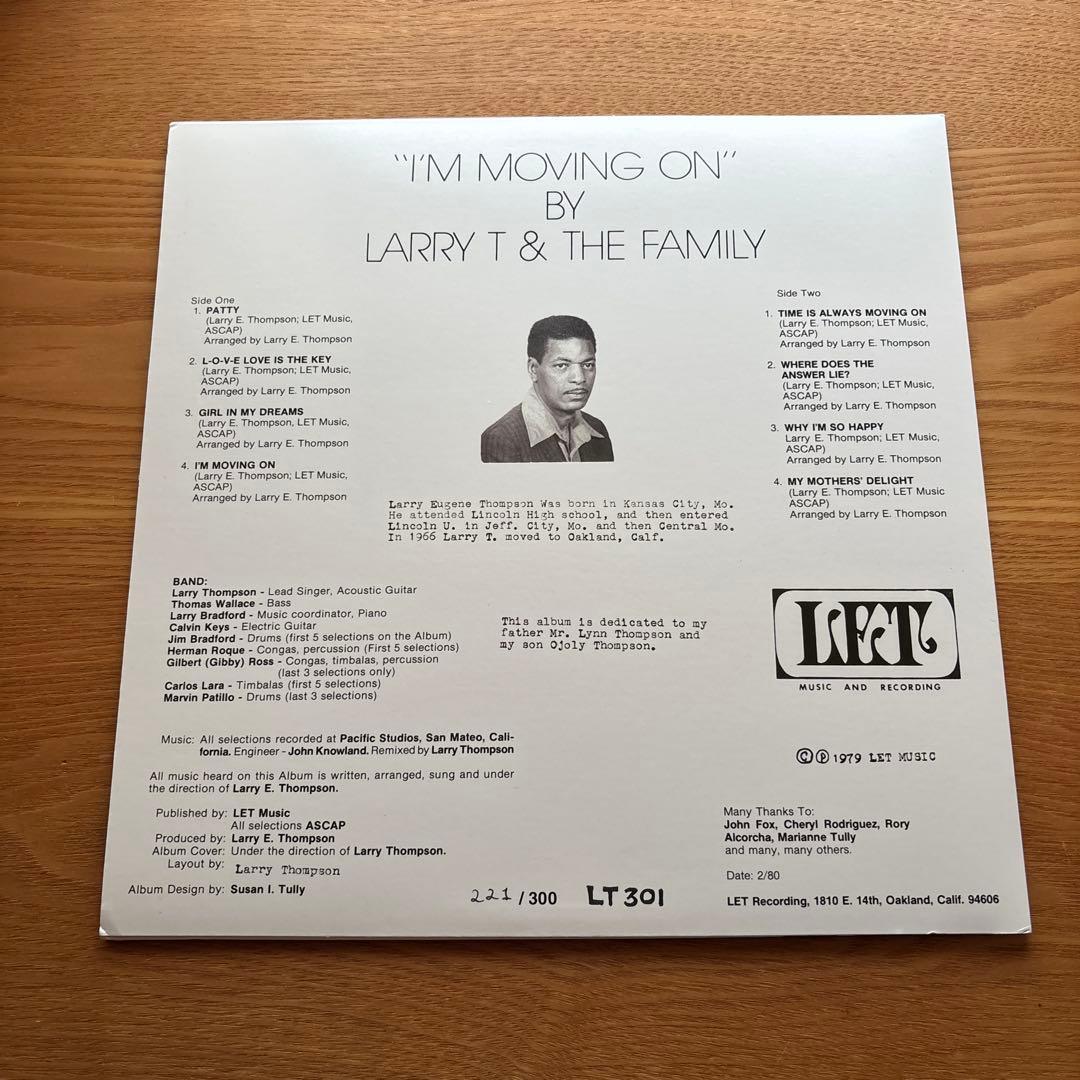 "I'M MOVING ON"
BY
LARRY T & THE FAMILY
Side One
1. PATTY
(Larry E. Thompson; LET Music,
ASCAP)
Arranged by Larry E. Thompson
2. L-O-V-E LOVE IS THE KEY
(Larry E. Thompson; LET Music,
ASCAP)
Arranged by Larry E. Thompson
3. GIRL IN MY DREAMS
(Larry E. Thompson, LET Music,
ASCAP)
Arranged by Larry E. Thompson
4. I'M MOVING ON
(Larry E. Thompson; LET Music,
ASCAP)
Arranged by Larry E. Thompson
Side Two
1. TIME IS ALWAYS MOVING ON
(Larry E. Thompson; LET Music,
ASCAP)
Arranged by Larry E. Thompson
2. WHERE DOES THE
ANSWER LIE?
(Larry E. Thompson; LET Music,
ASCAP)
Arranged by Larry E. Thompson
3. WHY I'M SO HAPPY
Larry E. Thompson; LET Music,
ASCAP)
Arranged by Larry E. Thompson
4. MY MOTHERS' DELIGHT
(Larry E. Thompson; LET Music
ASCAP)
Arranged by Larry E. Thompson
Larry Eugene Thompson Was born in Kansas City, Mo.
He attended Lincoln High school, and then entered
Lincoln U. in Jeff. City, Mo. and then Central Mo.
In 1966 Larry T. moved to Oakland, Calf.
BAND:
Larry Thompson - Lead Singer, Acoustic Guitar
Thomas Wallace - Bass
Larry Bradford - Music coordinator, Piano
Calvin Keys - Electric Guitar
Jim Bradford - Drums (first 5 selections on the Album)
Herman Roque - Congas, percussion (First 5 selections)
Gilbert (Gibby) Ross - Congas, timbalas, percussion
(last 3 selections only)
Carlos Lara - Timbalas (first 5 selections)
Marvin Patillo - Drums (last 3 selections)
This album is dedicated to my
father Mr. Lynn Thompson and
my son Ojoly Thompson.
LET
MUSIC AND RECORDING
Music: All selections recorded at Pacific Studios, San Mateo, Cali-
fornia. Engineer - John Knowland. Remixed by Larry Thompson
All music heard on this Album is written, arranged, sung and under
the direction of Larry E. Thompson.
©℗ 1979 LET MUSIC
Published by: LET Music
All selections ASCAP
Produced by: Larry E. Thompson
Album Cover: Under the direction of Larry Thompson.
Layout by: Larry Thompson
Album Design by: Susan I. Tully
Many Thanks To:
John Fox, Cheryl Rodriguez, Rory
Alcorcha, Marianne Tully
and many, many others.
Date: 2/80
221 / 300 LT 301
LET Recording, 1810 E. 14th, Oakland, Calif. 94606